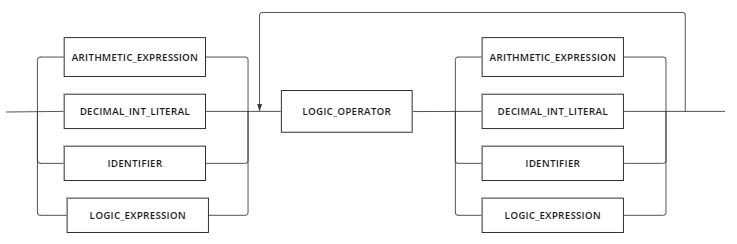 ARITHMETIC_EXPRESSION
DECIMAL_INT_LITERAL
IDENTIFIER
LOGIC_EXPRESSION
LOGIC_OPERATOR
ARITHMETIC_EXPRESSION
DECIMAL_INT_LITERAL
IDENTIFIER
LOGIC_EXPRESSION